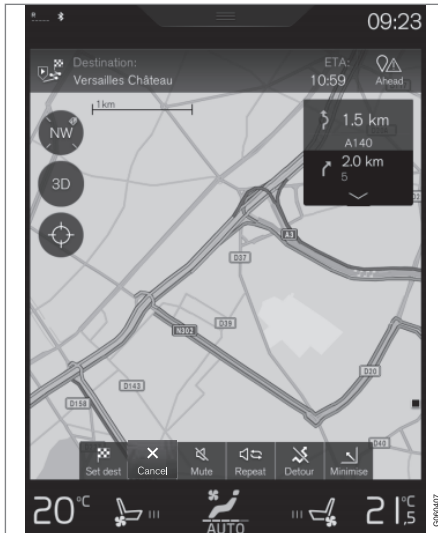 09:23
Destination:
Versailles Château
ETA:
10:59
Ahead
1km
NW
1.5 km
A140
2.0 km
5
3D
A3
D37
N302
D39
D20
D143
D158
D40
Set dest
Cancel
Mute
Repeat
Detour
Minimise
20°C
AUTO
21°C
,5
G060407